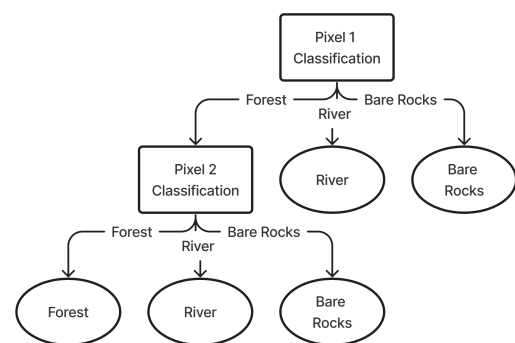 Pixel 1
Classification
Forest
River
Bare Rocks
Pixel 2
Classification
River
Bare
Rocks
Forest
River
Bare Rocks
Forest
River
Bare
Rocks